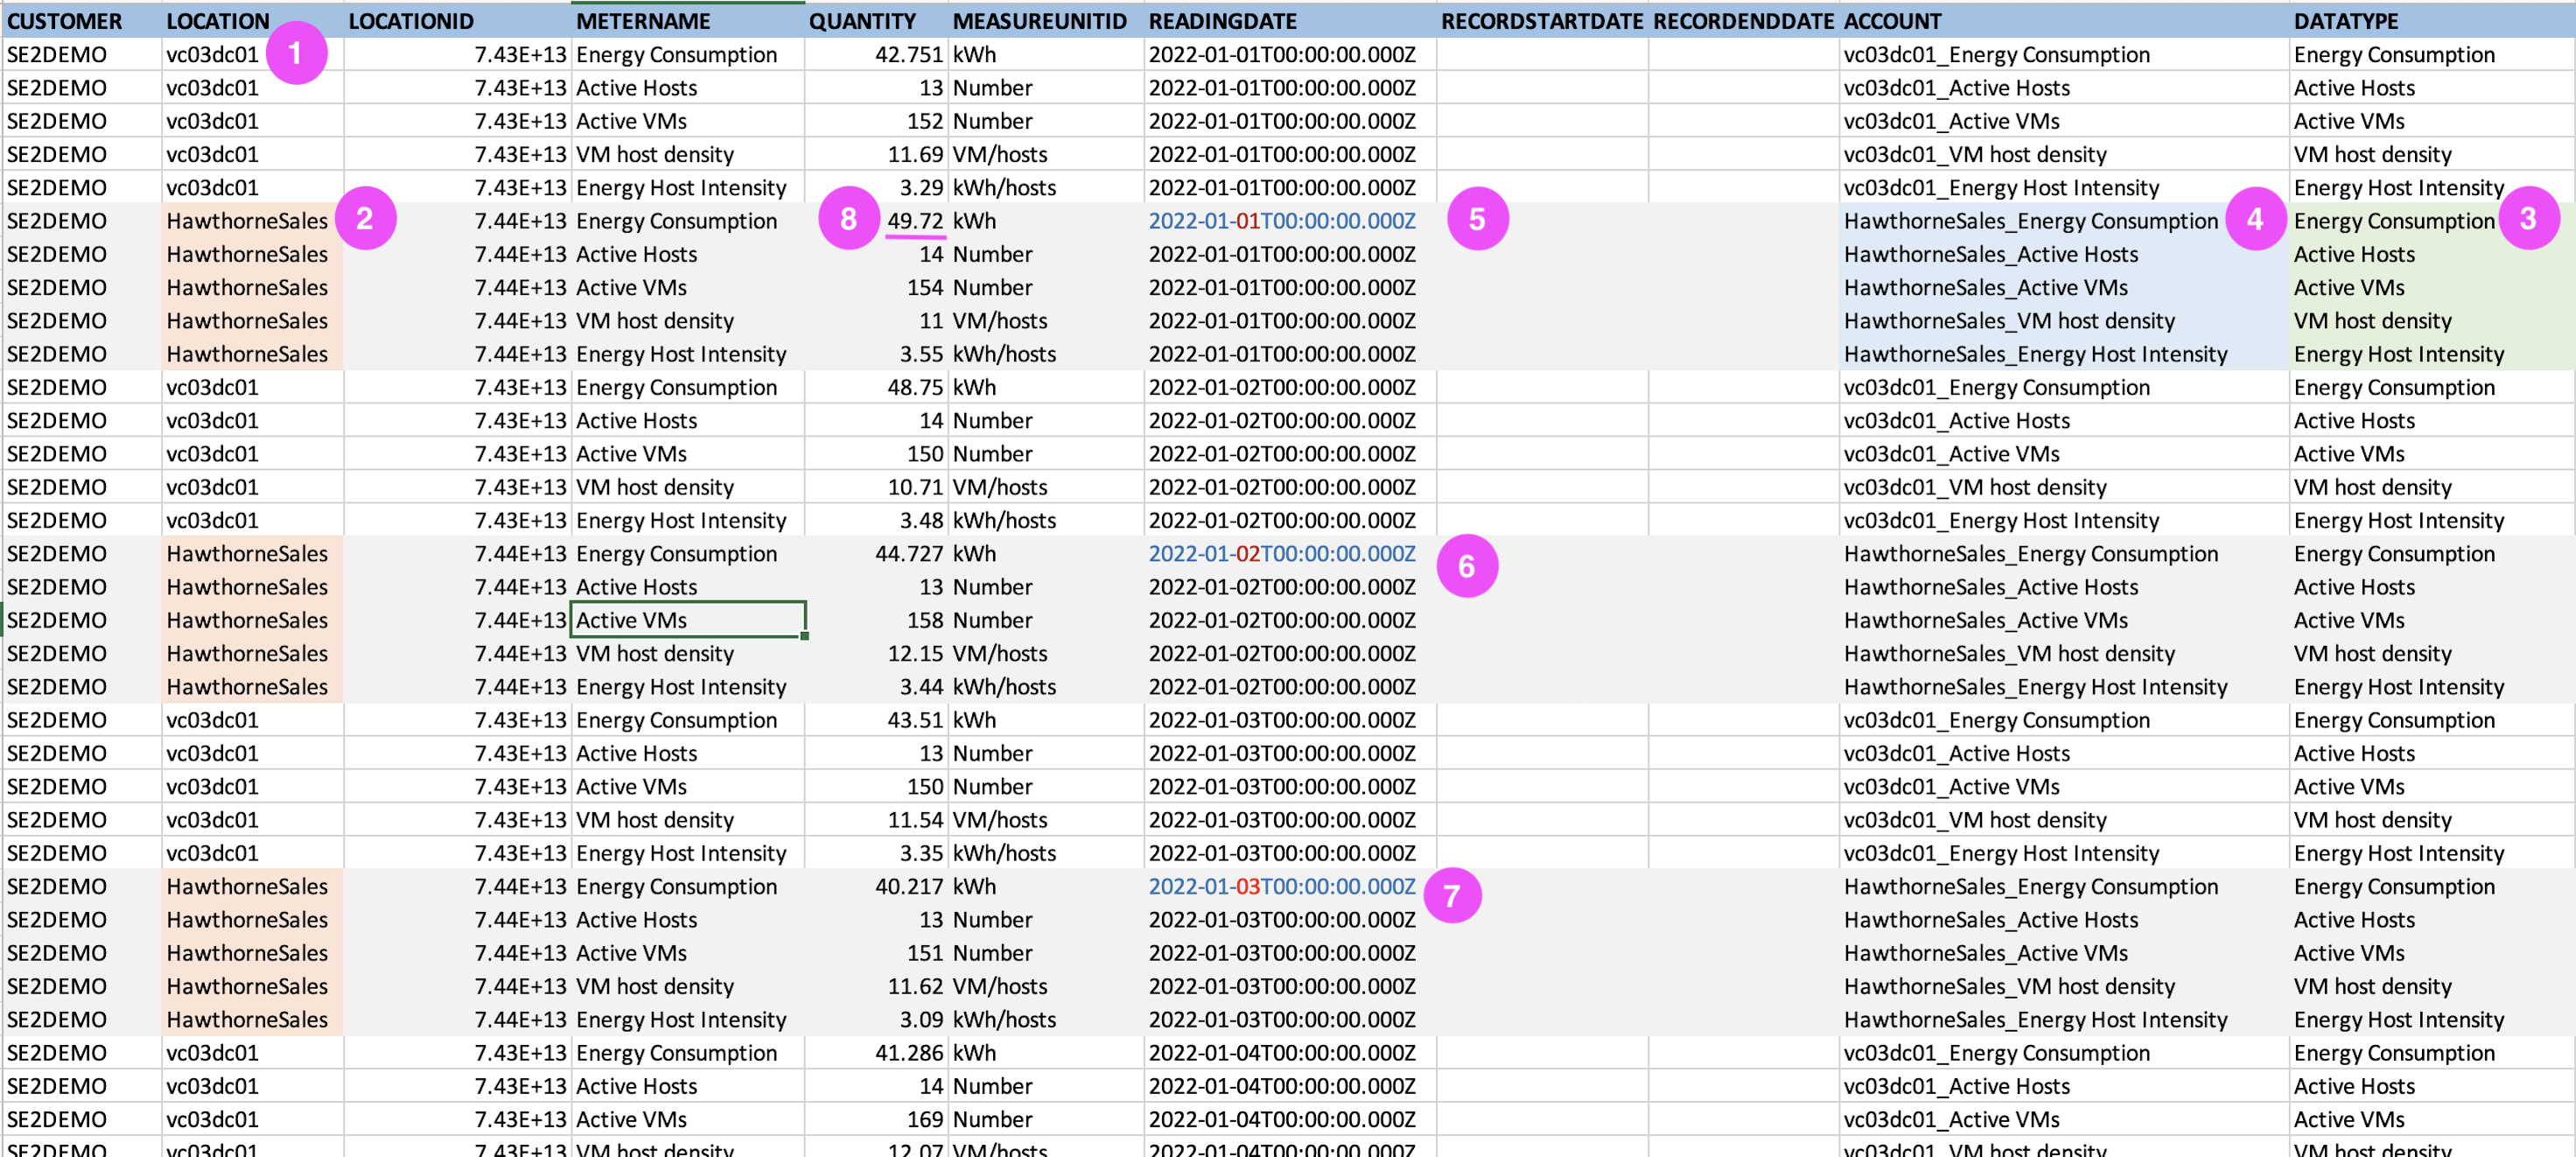 CUSTOMER LOCATION LOCATIONID METERNAME QUANTITY MEASUREUNITID READINGDATE RECORDSTARTDATE RECORDENDDATE ACCOUNT DATATYPE
SE2DEMO vc03dc01 1 7.43E+13 Energy Consumption 42.751 kWh 2022-01-01T00:00:00.000Z vc03dc01_Energy Consumption Energy Consumption
SE2DEMO vc03dc01 7.43E+13 Active Hosts 13 Number 2022-01-01T00:00:00.000Z vc03dc01_Active Hosts Active Hosts
SE2DEMO vc03dc01 7.43E+13 Active VMs 152 Number 2022-01-01T00:00:00.000Z vc03dc01_Active VMs Active VMs
SE2DEMO vc03dc01 7.43E+13 VM host density 11.69 VM/hosts 2022-01-01T00:00:00.000Z vc03dc01_VM host density VM host density
SE2DEMO vc03dc01 7.43E+13 Energy Host Intensity 3.29 kWh/hosts 2022-01-01T00:00:00.000Z vc03dc01_Energy Host Intensity Energy Host Intensity
SE2DEMO HawthorneSales 2 7.44E+13 Energy Consumption 8 49.72 kWh 2022-01-01T00:00:00.000Z 5 HawthorneSales_Energy Consumption 4 Energy Consumption 3
SE2DEMO HawthorneSales 7.44E+13 Active Hosts 14 Number 2022-01-01T00:00:00.000Z HawthorneSales_Active Hosts Active Hosts
SE2DEMO HawthorneSales 7.44E+13 Active VMs 154 Number 2022-01-01T00:00:00.000Z HawthorneSales_Active VMs Active VMs
SE2DEMO HawthorneSales 7.44E+13 VM host density 11 VM/hosts 2022-01-01T00:00:00.000Z HawthorneSales_VM host density VM host density
SE2DEMO HawthorneSales 7.44E+13 Energy Host Intensity 3.55 kWh/hosts 2022-01-01T00:00:00.000Z HawthorneSales_Energy Host Intensity Energy Host Intensity
SE2DEMO vc03dc01 7.43E+13 Energy Consumption 48.75 kWh 2022-01-02T00:00:00.000Z vc03dc01_Energy Consumption Energy Consumption
SE2DEMO vc03dc01 7.43E+13 Active Hosts 14 Number 2022-01-02T00:00:00.000Z vc03dc01_Active Hosts Active Hosts
SE2DEMO vc03dc01 7.43E+13 Active VMs 150 Number 2022-01-02T00:00:00.000Z vc03dc01_Active VMs Active VMs
SE2DEMO vc03dc01 7.43E+13 VM host density 10.71 VM/hosts 2022-01-02T00:00:00.000Z vc03dc01_VM host density VM host density
SE2DEMO vc03dc01 7.43E+13 Energy Host Intensity 3.48 kWh/hosts 2022-01-02T00:00:00.000Z vc03dc01_Energy Host Intensity Energy Host Intensity
SE2DEMO HawthorneSales 7.44E+13 Energy Consumption 44.727 kWh 2022-01-02T00:00:00.000Z 6 HawthorneSales_Energy Consumption Energy Consumption
SE2DEMO HawthorneSales 7.44E+13 Active Hosts 13 Number 2022-01-02T00:00:00.000Z HawthorneSales_Active Hosts Active Hosts
SE2DEMO HawthorneSales 7.44E+13 Active VMs 158 Number 2022-01-02T00:00:00.000Z HawthorneSales_Active VMs Active VMs
SE2DEMO HawthorneSales 7.44E+13 VM host density 12.15 VM/hosts 2022-01-02T00:00:00.000Z HawthorneSales_VM host density VM host density
SE2DEMO HawthorneSales 7.44E+13 Energy Host Intensity 3.44 kWh/hosts 2022-01-02T00:00:00.000Z HawthorneSales_Energy Host Intensity Energy Host Intensity
SE2DEMO vc03dc01 7.43E+13 Energy Consumption 43.51 kWh 2022-01-03T00:00:00.000Z vc03dc01_Energy Consumption Energy Consumption
SE2DEMO vc03dc01 7.43E+13 Active Hosts 13 Number 2022-01-03T00:00:00.000Z vc03dc01_Active Hosts Active Hosts
SE2DEMO vc03dc01 7.43E+13 Active VMs 150 Number 2022-01-03T00:00:00.000Z vc03dc01_Active VMs Active VMs
SE2DEMO vc03dc01 7.43E+13 VM host density 11.54 VM/hosts 2022-01-03T00:00:00.000Z vc03dc01_VM host density VM host density
SE2DEMO vc03dc01 7.43E+13 Energy Host Intensity 3.35 kWh/hosts 2022-01-03T00:00:00.000Z vc03dc01_Energy Host Intensity Energy Host Intensity
SE2DEMO HawthorneSales 7.44E+13 Energy Consumption 40.217 kWh 2022-01-03T00:00:00.000Z 7 HawthorneSales_Energy Consumption Energy Consumption
SE2DEMO HawthorneSales 7.44E+13 Active Hosts 13 Number 2022-01-03T00:00:00.000Z HawthorneSales_Active Hosts Active Hosts
SE2DEMO HawthorneSales 7.44E+13 Active VMs 151 Number 2022-01-03T00:00:00.000Z HawthorneSales_Active VMs Active VMs
SE2DEMO HawthorneSales 7.44E+13 VM host density 11.62 VM/hosts 2022-01-03T00:00:00.000Z HawthorneSales_VM host density VM host density
SE2DEMO HawthorneSales 7.44E+13 Energy Host Intensity 3.09 kWh/hosts 2022-01-03T00:00:00.000Z HawthorneSales_Energy Host Intensity Energy Host Intensity
SE2DEMO vc03dc01 7.43E+13 Energy Consumption 41.286 kWh 2022-01-04T00:00:00.000Z vc03dc01_Energy Consumption Energy Consumption
SE2DEMO vc03dc01 7.43E+13 Active Hosts 14 Number 2022-01-04T00:00:00.000Z vc03dc01_Active Hosts Active Hosts
SE2DEMO vc03dc01 7.43E+13 Active VMs 169 Number 2022-01-04T00:00:00.000Z vc03dc01_Active VMs Active VMs
SE2DEMO vc03dc01 7.43E+13 VM host density 12.07 VM/hosts 2022-01-04T00:00:00.000Z vc03dc01_VM host density VM host density